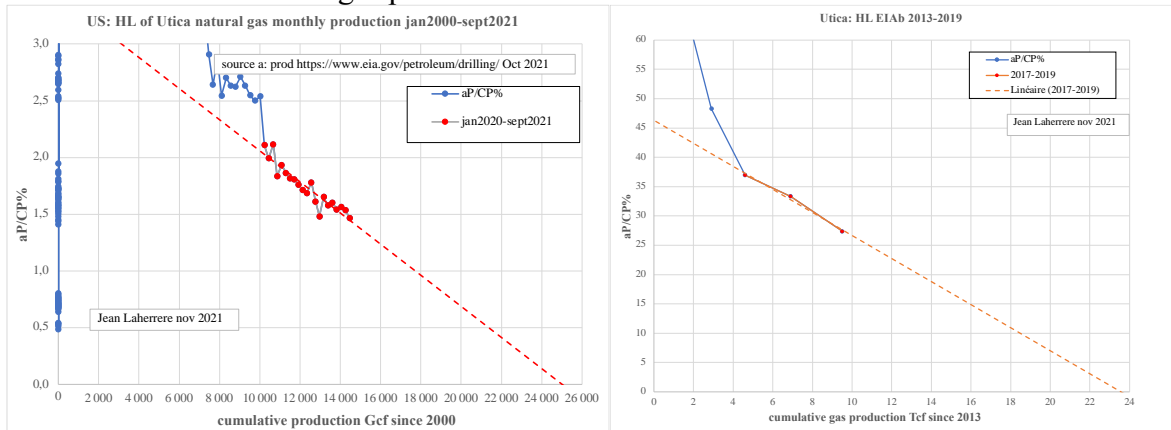 US: HL of Utica natural gas monthly production jan2000-sept2021
3,0
2,5
2,0
1,5
1,0
0,5
0,0
aP/CP%
source a: prod https://www.eia.gov/petroleum/drilling/ Oct 2021
aP/CP%
jan2020-sept2021
Jean Laherrere nov 2021
0 2 000 4 000 6 000 8 000 10 000 12 000 14 000 16 000 18 000 20 000 22 000 24 000 26 000
cumulative production Gcf since 2000
Utica: HL EIAb 2013-2019
60
55
50
45
40
35
30
25
20
15
10
5
0
aP/CP%
aP/CP%
2017-2019
Linéaire (2017-2019)
Jean Laherrere nov 2021
0 2 4 6 8 10 12 14 16 18 20 22 24
cumulative gas production Tcf since 2013